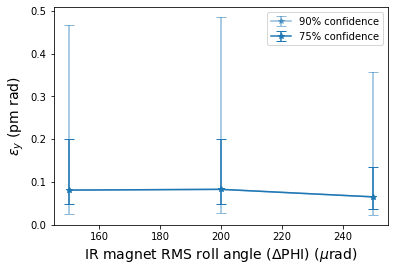 0.5
0.4
0.3
0.2
0.1
0.0
εy (pm rad)
90% confidence
75% confidence
160 180 200 220 240
IR magnet RMS roll angle (ΔPHI) (μrad)